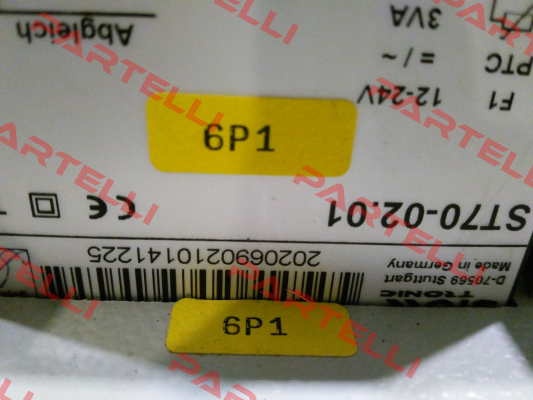 Abgleich
3VA
= / ~
PTC
12-24V
F1
6P1
CE
ST70-02.01
2020690210141225
Made in Germany
D-70569 Stuttgart
TRONIC
6P1
PARTELLI